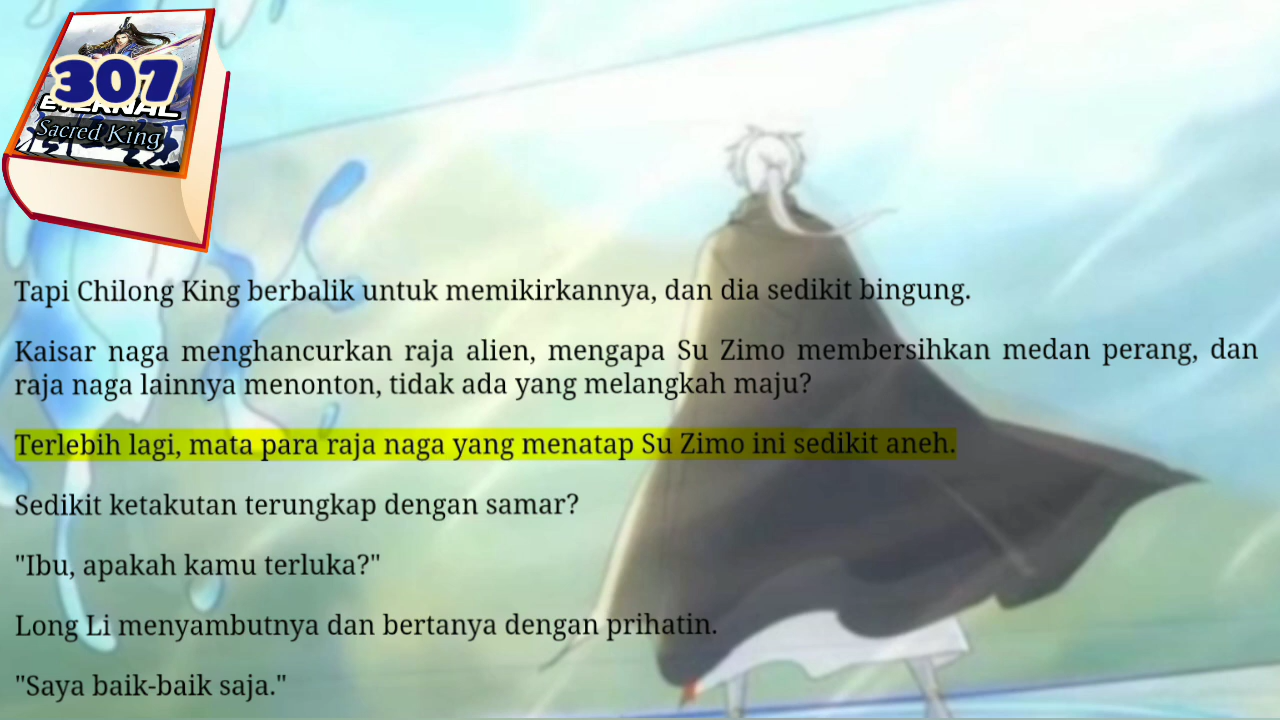 307
ETERNAL
Sacred King
Tapi Chilong King berbalik untuk memikirkannya, dan dia sedikit bingung.
Kaisar naga menghancurkan raja alien, mengapa Su Zimo membersihkan medan perang, dan
raja naga lainnya menonton, tidak ada yang melangkah maju?
Terlebih lagi, mata para raja naga yang menatap Su Zimo ini sedikit aneh.
Sedikit ketakutan terungkap dengan samar?
"Ibu, apakah kamu terluka?"
Long Li menyambutnya dan bertanya dengan prihatin.
"Saya baik-baik saja."